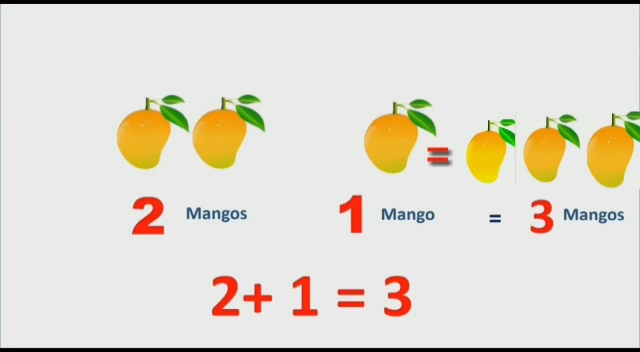 =
2 Mangos 1 Mango = 3 Mangos
2+ 1 = 3